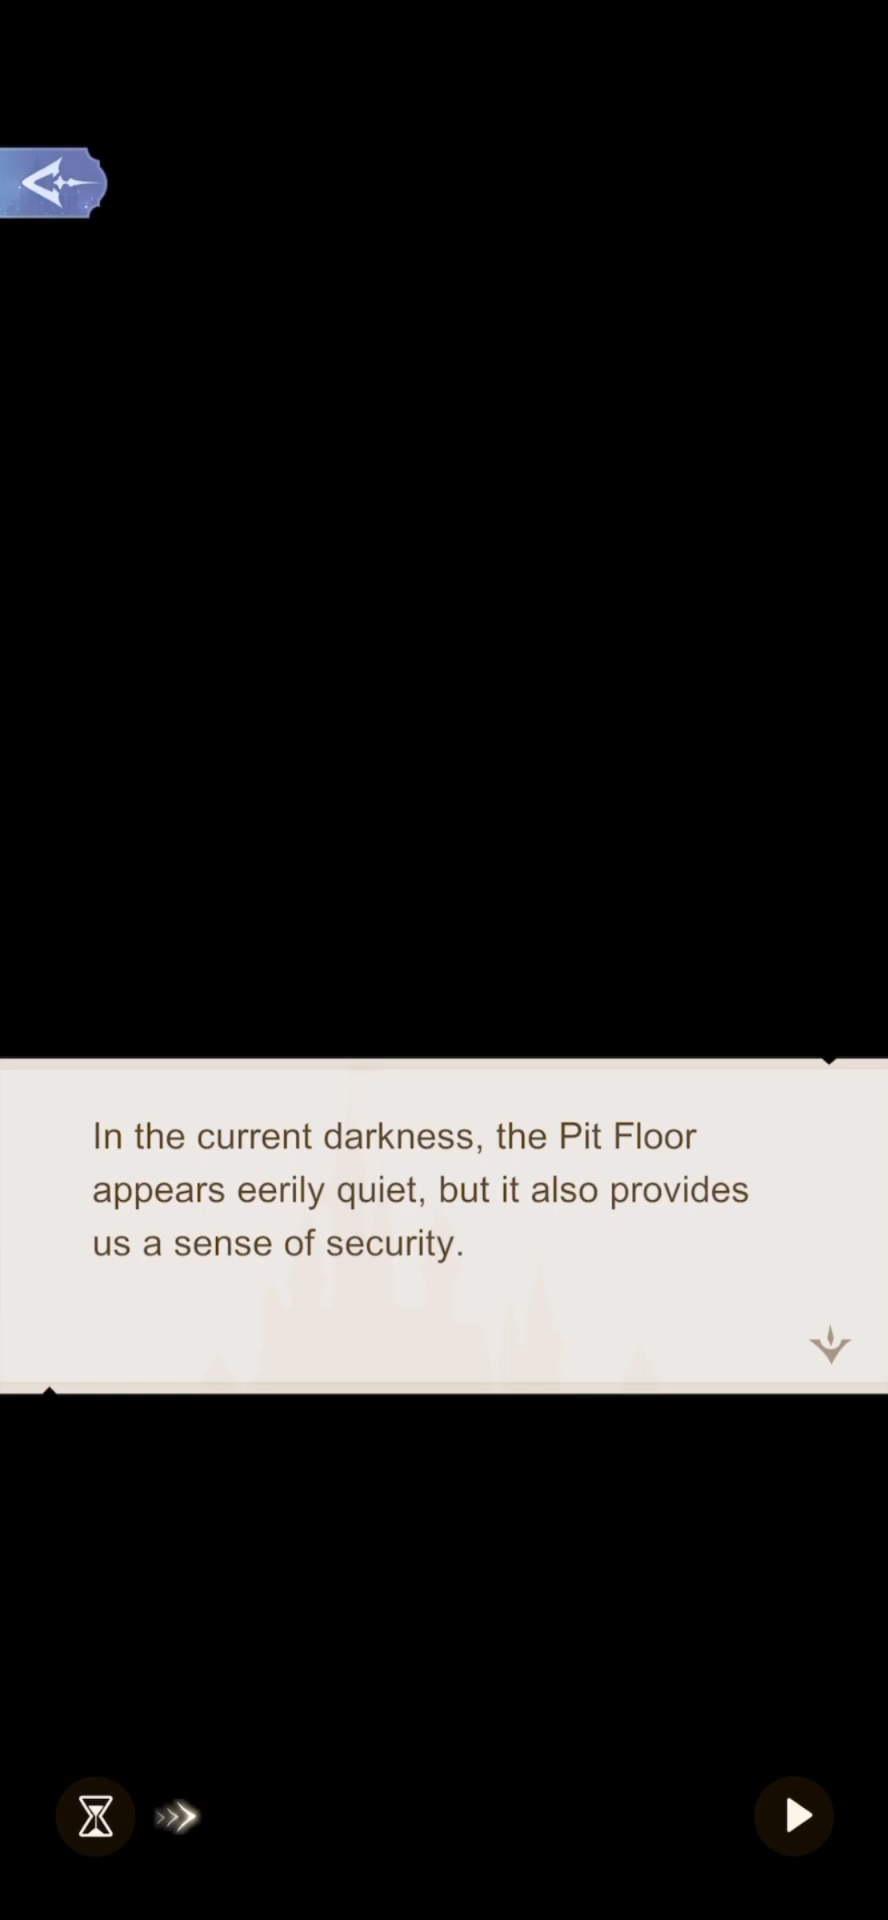 In the current darkness, the Pit Floor
appears eerily quiet, but it also provides
us a sense of security.